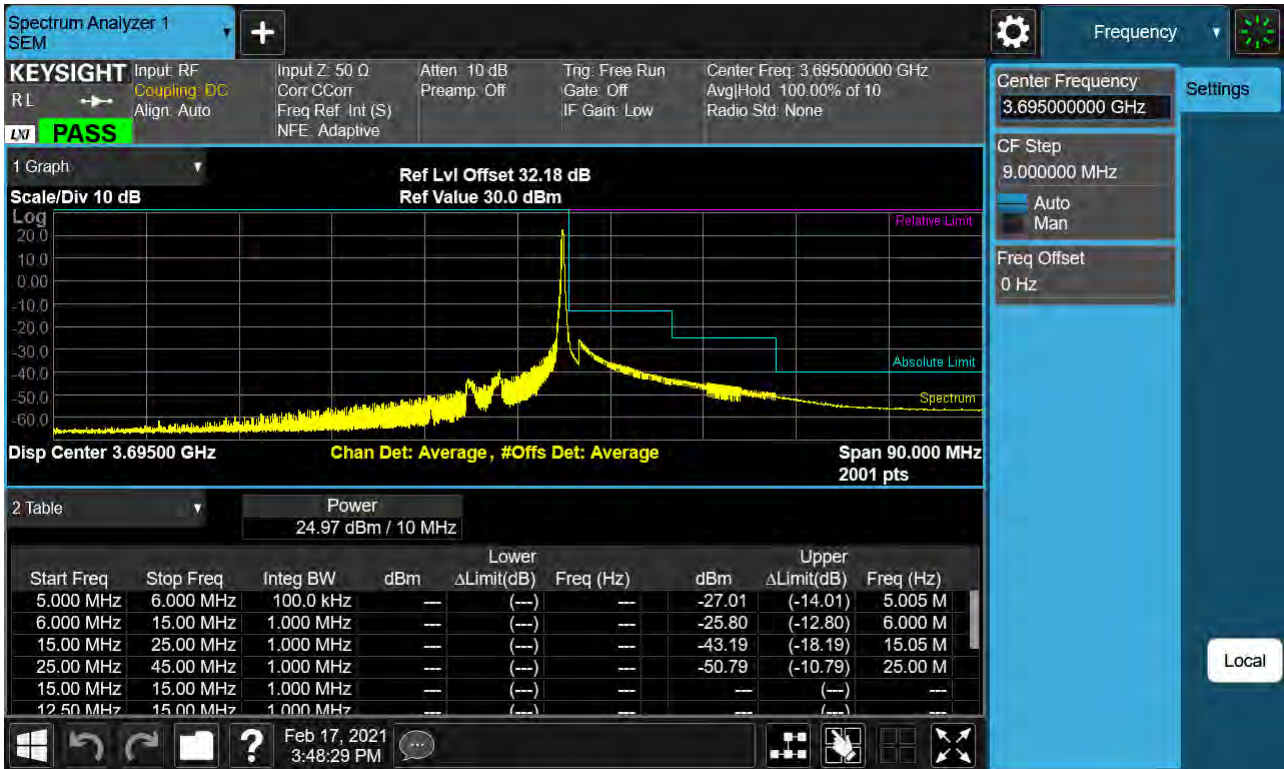 Spectrum Analyzer 1
SEM
Frequency
KEYSIGHT
R L
LXI
PASS
Input: RF
Coupling: DC
Align: Auto
Input Z: 50 Ω
Corr CCorr
Freq Ref: Int (S)
NFE: Adaptive
Atten: 10 dB
Preamp: Off
Trig: Free Run
Gate: Off
IF Gain: Low
Center Freq: 3.695000000 GHz
Avg|Hold: 100.00% of 10
Radio Std: None
Center Frequency
3.695000000 GHz
Settings
CF Step
9.000000 MHz
Auto
Man
Freq Offset
0 Hz
Local
1 Graph
Ref Lvl Offset 32.18 dB
Scale/Div 10 dB
Ref Value 30.0 dBm
Log
20.0
10.0
0.00
-10.0
-20.0
-30.0
-40.0
-50.0
-60.0
Relative Limit
Absolute Limit
Spectrum
Disp Center 3.69500 GHz
Chan Det: Average, #Offs Det: Average
Span 90.000 MHz
2001 pts
2 Table
Power
24.97 dBm / 10 MHz
Lower Upper
Start Freq Stop Freq Integ BW dBm ΔLimit(dB) Freq (Hz) dBm ΔLimit(dB) Freq (Hz)
5.000 MHz 6.000 MHz 100.0 kHz --- (---) --- -27.01 (-14.01) 5.005 M
6.000 MHz 15.00 MHz 1.000 MHz --- (---) --- -25.80 (-12.80) 6.000 M
15.00 MHz 25.00 MHz 1.000 MHz --- (---) --- -43.19 (-18.19) 15.05 M
25.00 MHz 45.00 MHz 1.000 MHz --- (---) --- -50.79 (-10.79) 25.00 M
15.00 MHz 15.00 MHz 1.000 MHz --- (---) --- --- (---) ---
12.50 MHz 15.00 MHz 1.000 MHz --- (---) --- --- (---) ---
Feb 17, 2021
3:48:29 PM